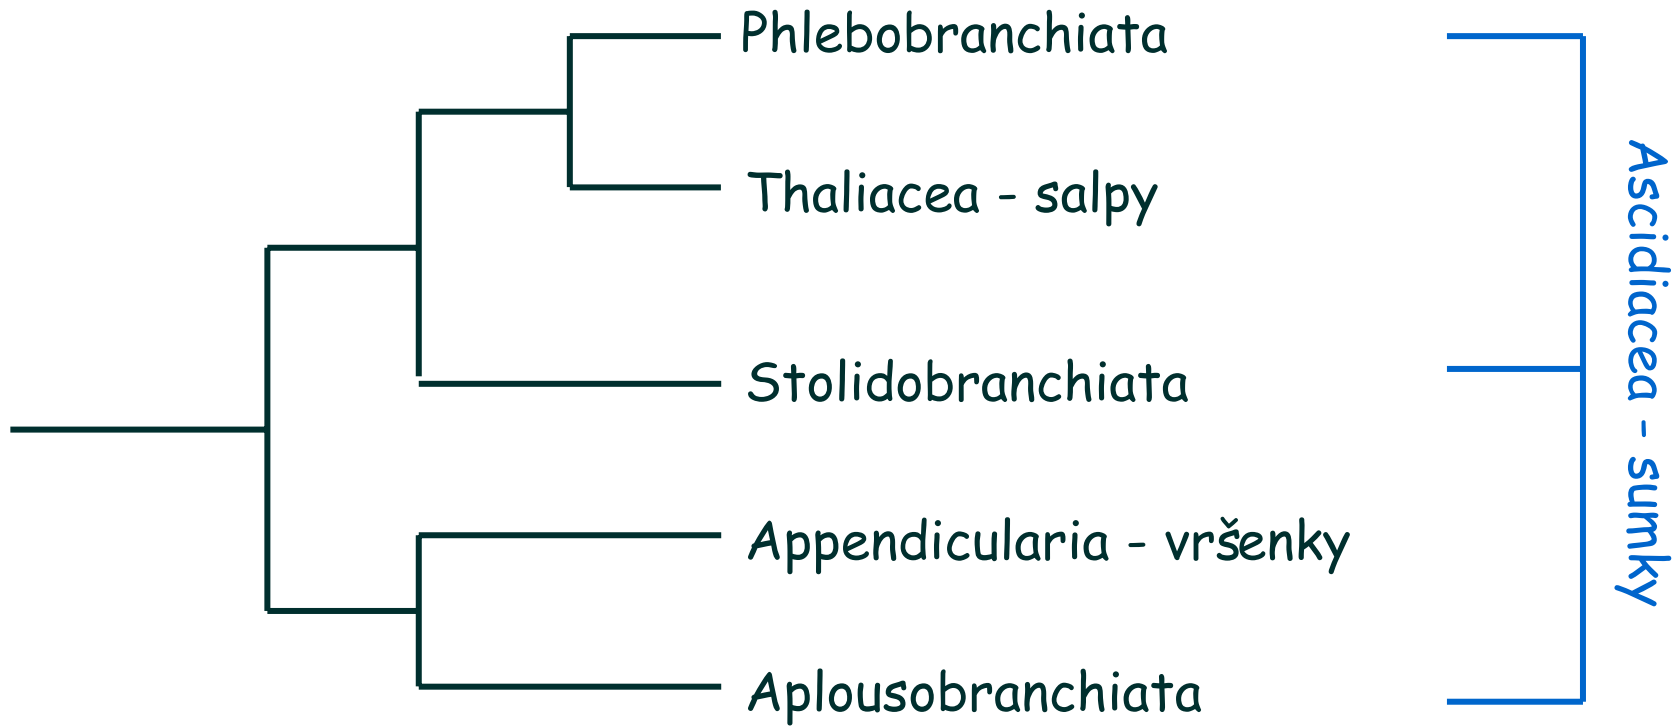 Phlebobranchiata
Thaliacea - salpy
Stolidobranchiata
Appendicularia - vršenky
Aplousobranchiata
Ascidiacea - sumky